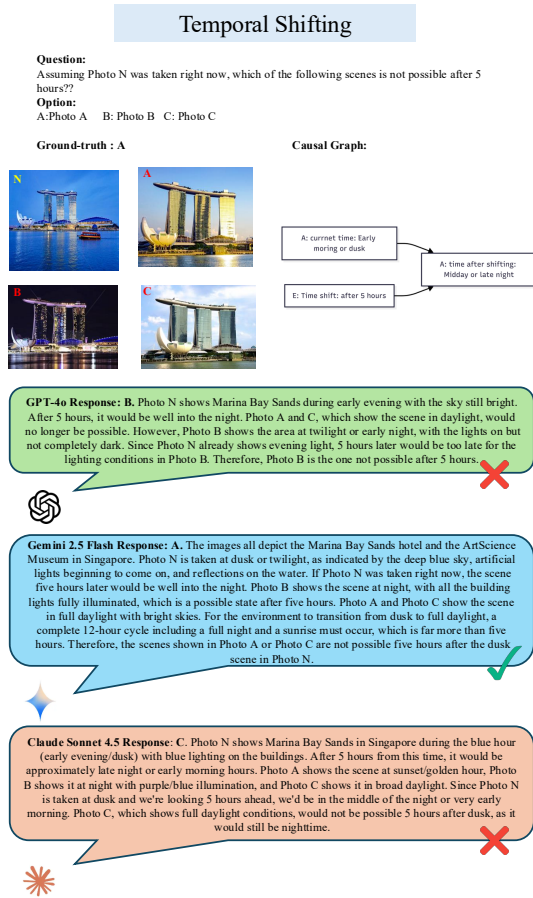 Temporal Shifting
Question:
Assuming Photo N was taken right now, which of the following scenes is not possible after 5
hours??
Option:
A:Photo A B: Photo B C: Photo C
Ground-truth : A
Causal Graph:
N
A
B
C
A: currnet time: Early
moring or dusk
E: Time shift: after 5 hours
A: time after shifting:
Midday or late night
GPT-4o Response: B. Photo N shows Marina Bay Sands during early evening with the sky still bright.
After 5 hours, it would be well into the night. Photo A and C, which show the scene in daylight, would
no longer be possible. However, Photo B shows the area at twilight or early night, with the lights on but
not completely dark. Since Photo N already shows evening light, 5 hours later would be too late for the
lighting conditions in Photo B. Therefore, Photo B is the one not possible after 5 hours.
Gemini 2.5 Flash Response: A. The images all depict the Marina Bay Sands hotel and the ArtScience
Museum in Singapore. Photo N is taken at dusk or twilight, as indicated by the deep blue sky, artificial
lights beginning to come on, and reflections on the water. If Photo N was taken right now, the scene
five hours later would be well into the night. Photo B shows the scene at night, with all the building
lights fully illuminated, which is a possible state after five hours. Photo A and Photo C show the scene
in full daylight with bright skies. For the environment to transition from dusk to full daylight, a
complete 12-hour cycle including a full night and a sunrise must occur, which is far more than five
hours. Therefore, the scenes shown in Photo A or Photo C are not possible five hours after the dusk
scene in Photo N.
Claude Sonnet 4.5 Response: C. Photo N shows Marina Bay Sands in Singapore during the blue hour
(early evening/dusk) with blue lighting on the buildings. After 5 hours from this time, it would be
approximately late night or early morning hours. Photo A shows the scene at sunset/golden hour, Photo
B shows it at night with purple/blue illumination, and Photo C shows it in broad daylight. Since Photo N
is taken at dusk and we're looking 5 hours ahead, we'd be in the middle of the night or very early
morning. Photo C, which shows full daylight conditions, would not be possible 5 hours after dusk, as it
would still be nighttime.